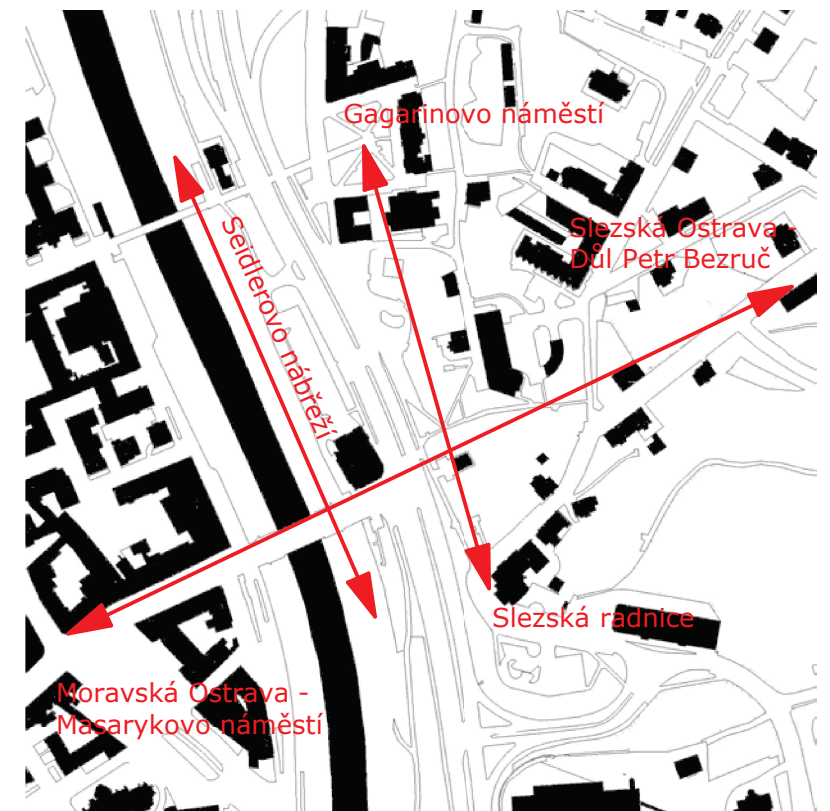 Gagarinovo náměstí
Seidlerovo nábřeží
Slezská Ostrava -
Důl Petr Bezruč
Slezská radnice
Moravská Ostrava -
Masarykovo náměstí